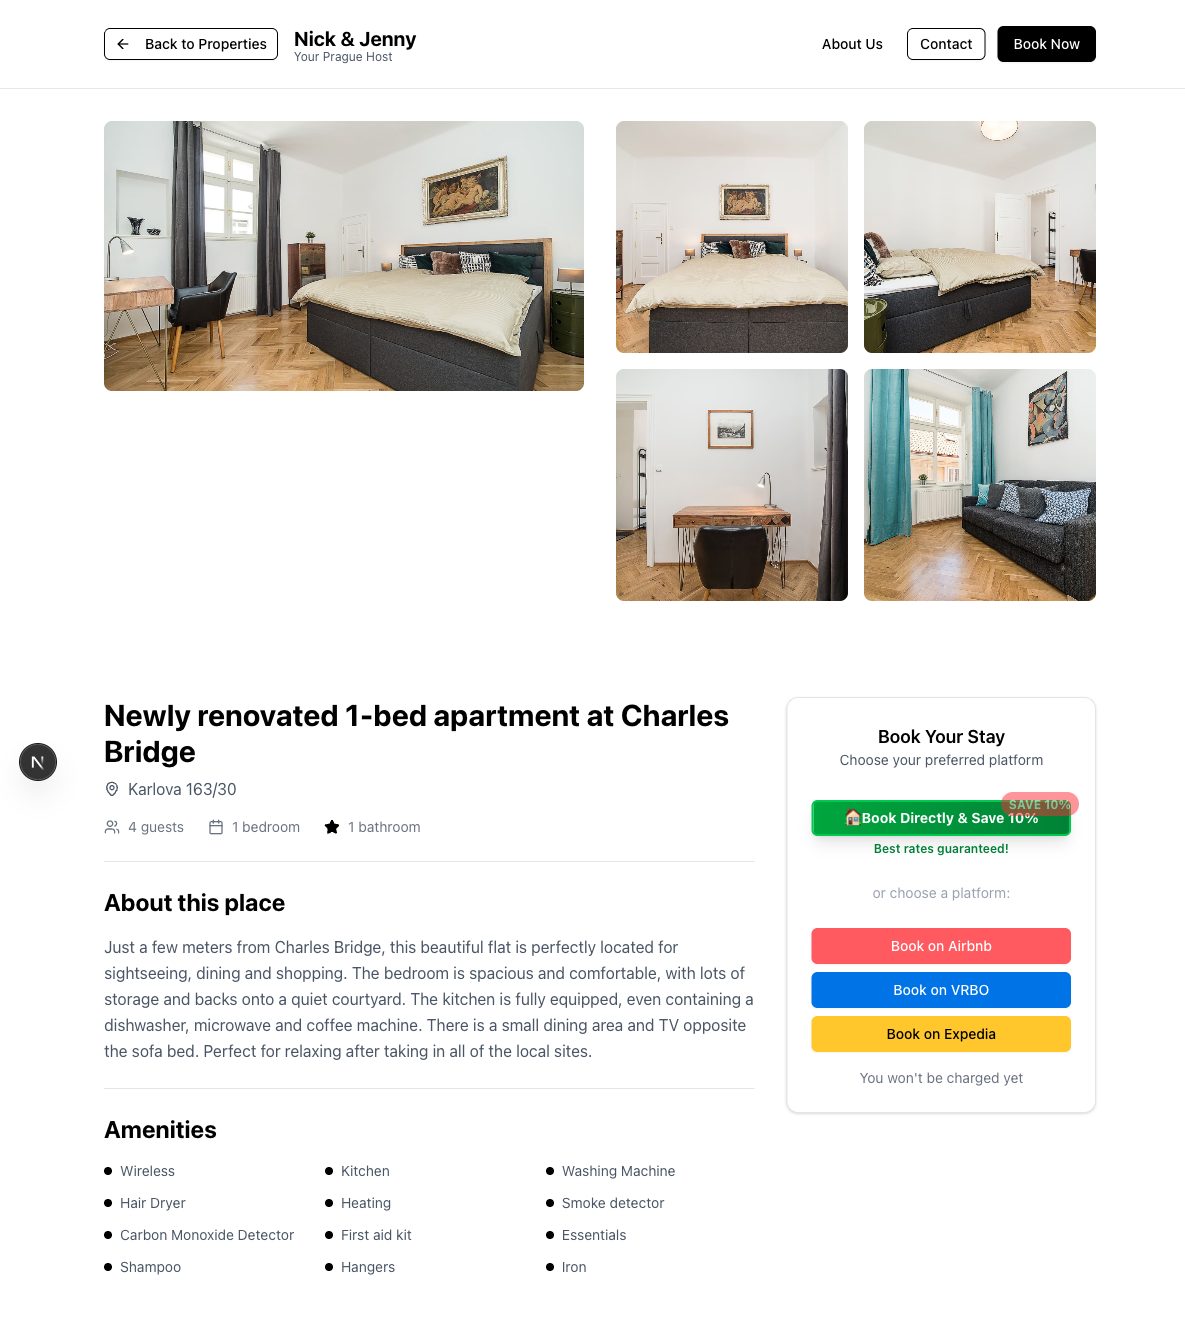 Back to Properties
Nick & Jenny
Your Prague Host
About Us
Contact
Book Now
Newly renovated 1-bed apartment at Charles
Bridge
Karlova 163/30
4 guests
1 bedroom
1 bathroom
About this place
Just a few meters from Charles Bridge, this beautiful flat is perfectly located for
sightseeing, dining and shopping. The bedroom is spacious and comfortable, with lots of
storage and backs onto a quiet courtyard. The kitchen is fully equipped, even containing a
dishwasher, microwave and coffee machine. There is a small dining area and TV opposite
the sofa bed. Perfect for relaxing after taking in all of the local sites.
Amenities
Wireless
Kitchen
Washing Machine
Hair Dryer
Heating
Smoke detector
Carbon Monoxide Detector
First aid kit
Essentials
Shampoo
Hangers
Iron
Book Your Stay
Choose your preferred platform
SAVE 10%
Book Directly & Save 10%
Best rates guaranteed!
or choose a platform:
Book on Airbnb
Book on VRBO
Book on Expedia
You won't be charged yet
N